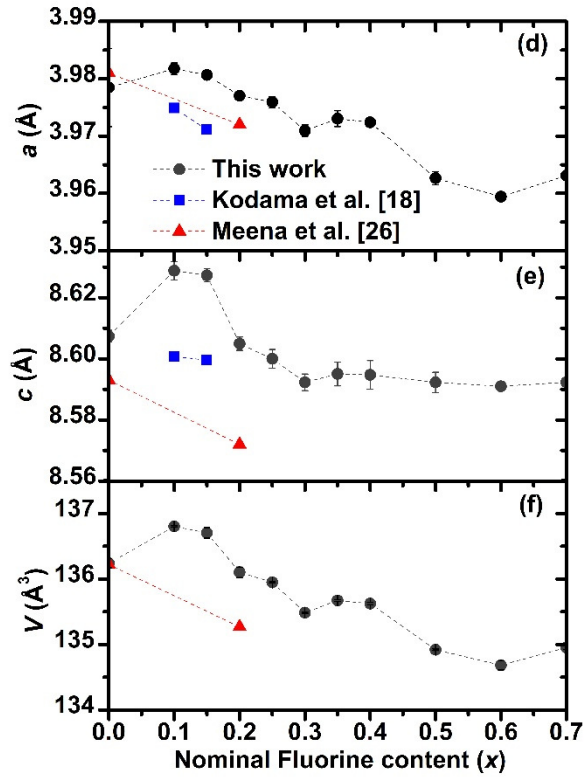 3.99
(d)
3.98
a (Å)
3.97
This work
3.96
Kodama et al. [18]
Meena et al. [26]
3.95
(e)
8.62
c (Å)
8.60
8.58
8.56
137
(f)
136
V (Å³)
135
134
0.0 0.1 0.2 0.3 0.4 0.5 0.6 0.7
Nominal Fluorine content (x)